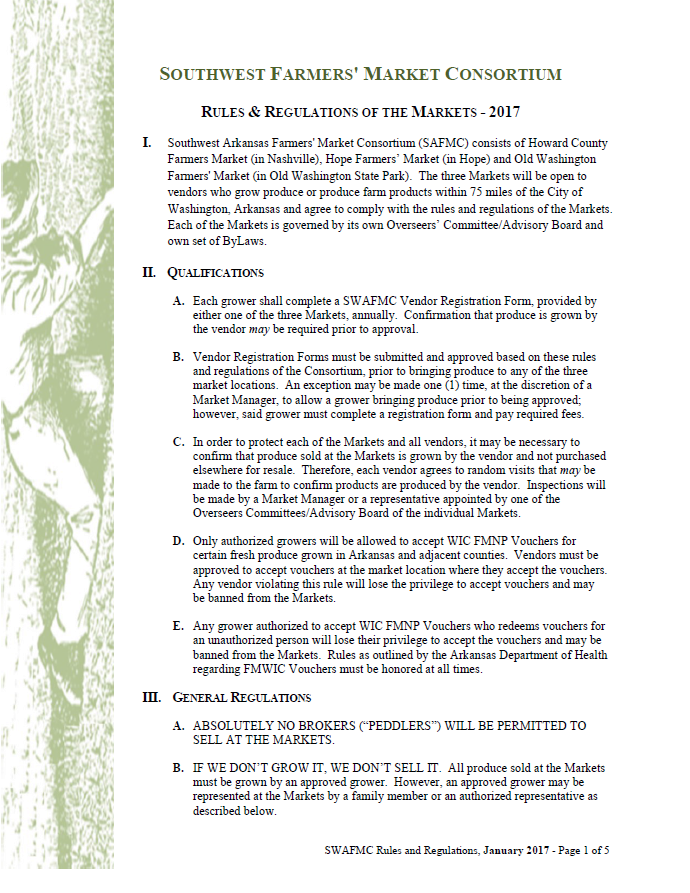 SOUTHWEST FARMERS' MARKET CONSORTIUM
RULES & REGULATIONS OF THE MARKETS - 2017
I. Southwest Arkansas Farmers' Market Consortium (SAFMC) consists of Howard County
Farmers Market (in Nashville), Hope Farmers' Market (in Hope) and Old Washington
Farmers' Market (in Old Washington State Park). The three Markets will be open to
vendors who grow produce or produce farm products within 75 miles of the City of
Washington, Arkansas and agree to comply with the rules and regulations of the Markets.
Each of the Markets is governed by its own Overseers' Committee/Advisory Board and
own set of ByLaws.
II. QUALIFICATIONS
A. Each grower shall complete a SWAFMC Vendor Registration Form, provided by
either one of the three Markets, annually. Confirmation that produce is grown by
the vendor may be required prior to approval.
B. Vendor Registration Forms must be submitted and approved based on these rules
and regulations of the Consortium, prior to bringing produce to any of the three
market locations. An exception may be made one (1) time, at the discretion of a
Market Manager, to allow a grower bringing produce prior to being approved;
however, said grower must complete a registration form and pay required fees.
C. In order to protect each of the Markets and all vendors, it may be necessary to
confirm that produce sold at the Markets is grown by the vendor and not purchased
elsewhere for resale. Therefore, each vendor agrees to random visits that may be
made to the farm to confirm products are produced by the vendor. Inspections will
be made by a Market Manager or a representative appointed by one of the
Overseers Committees/Advisory Board of the individual Markets.
D. Only authorized growers will be allowed to accept WIC FMNP Vouchers for
certain fresh produce grown in Arkansas and adjacent counties. Vendors must be
approved to accept vouchers at the market location where they accept the vouchers.
Any vendor violating this rule will lose the privilege to accept vouchers and may
be banned from the Markets.
E. Any grower authorized to accept WIC FMNP Vouchers who redeems vouchers for
an unauthorized person will lose their privilege to accept the vouchers and may be
banned from the Markets. Rules as outlined by the Arkansas Department of Health
regarding FMWIC Vouchers must be honored at all times.
III. GENERAL REGULATIONS
A. ABSOLUTELY NO BROKERS ("PEDDLERS") WILL BE PERMITTED TO
SELL AT THE MARKETS.
B. IF WE DON'T GROW IT, WE DON'T SELL IT. All produce sold at the Markets
must be grown by an approved grower. However, an approved grower may be
represented at the Markets by a family member or an authorized representative as
described below.
SWAFMC Rules and Regulations, January 2017 - Page 1 of 5